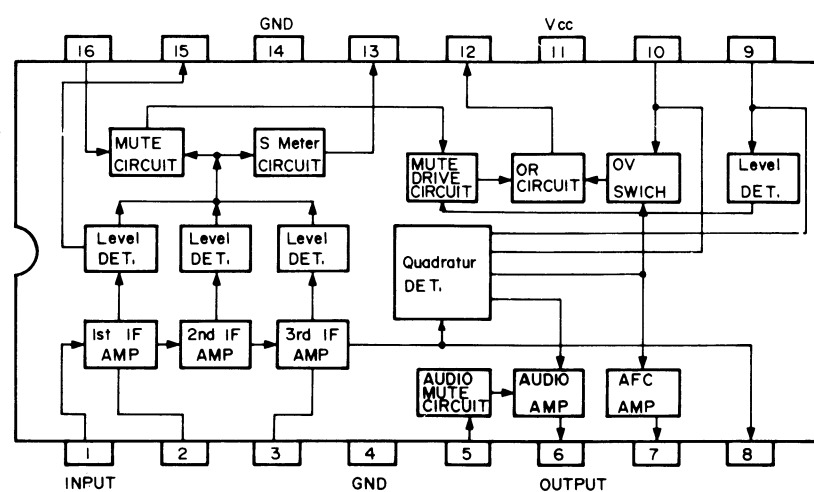 GND
Vcc
16
15
14
13
12
11
10
9
MUTE
CIRCUIT
S Meter
CIRCUIT
MUTE
DRIVE
CIRCUIT
OR
CIRCUIT
OV
SWICH
Level
DET.
Level
DET.
Level
DET.
Level
DET.
Quadratur
DET.
1st IF
AMP
2nd IF
AMP
3rd IF
AMP
AUDIO
MUTE
CIRCUIT
AUDIO
AMP
AFC
AMP
1
2
3
4
5
6
7
8
INPUT
GND
OUTPUT